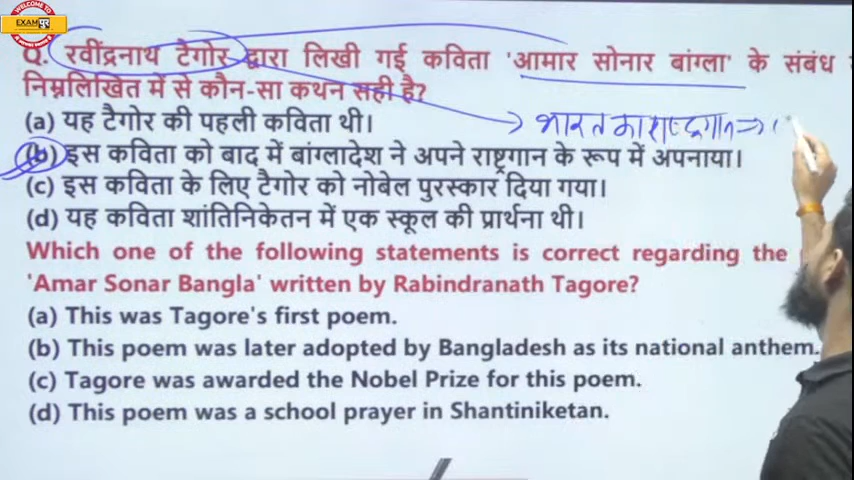 WELCOME TO
EXAM पुर
Q. रवींद्रनाथ टैगोर द्वारा लिखी गई कविता 'आमार सोनार बांग्ला' के संबंध
निम्नलिखित में से कौन-सा कथन सही है?
भारत का राष्ट्रगान ⇒
(a) यह टैगोर की पहली कविता थी।
(b) इस कविता को बाद में बांग्लादेश ने अपने राष्ट्रगान के रूप में अपनाया।
(c) इस कविता के लिए टैगोर को नोबेल पुरस्कार दिया गया।
(d) यह कविता शांतिनिकेतन में एक स्कूल की प्रार्थना थी।
Which one of the following statements is correct regarding the
'Amar Sonar Bangla' written by Rabindranath Tagore?
(a) This was Tagore's first poem.
(b) This poem was later adopted by Bangladesh as its national anthem.
(c) Tagore was awarded the Nobel Prize for this poem.
(d) This poem was a school prayer in Shantiniketan.